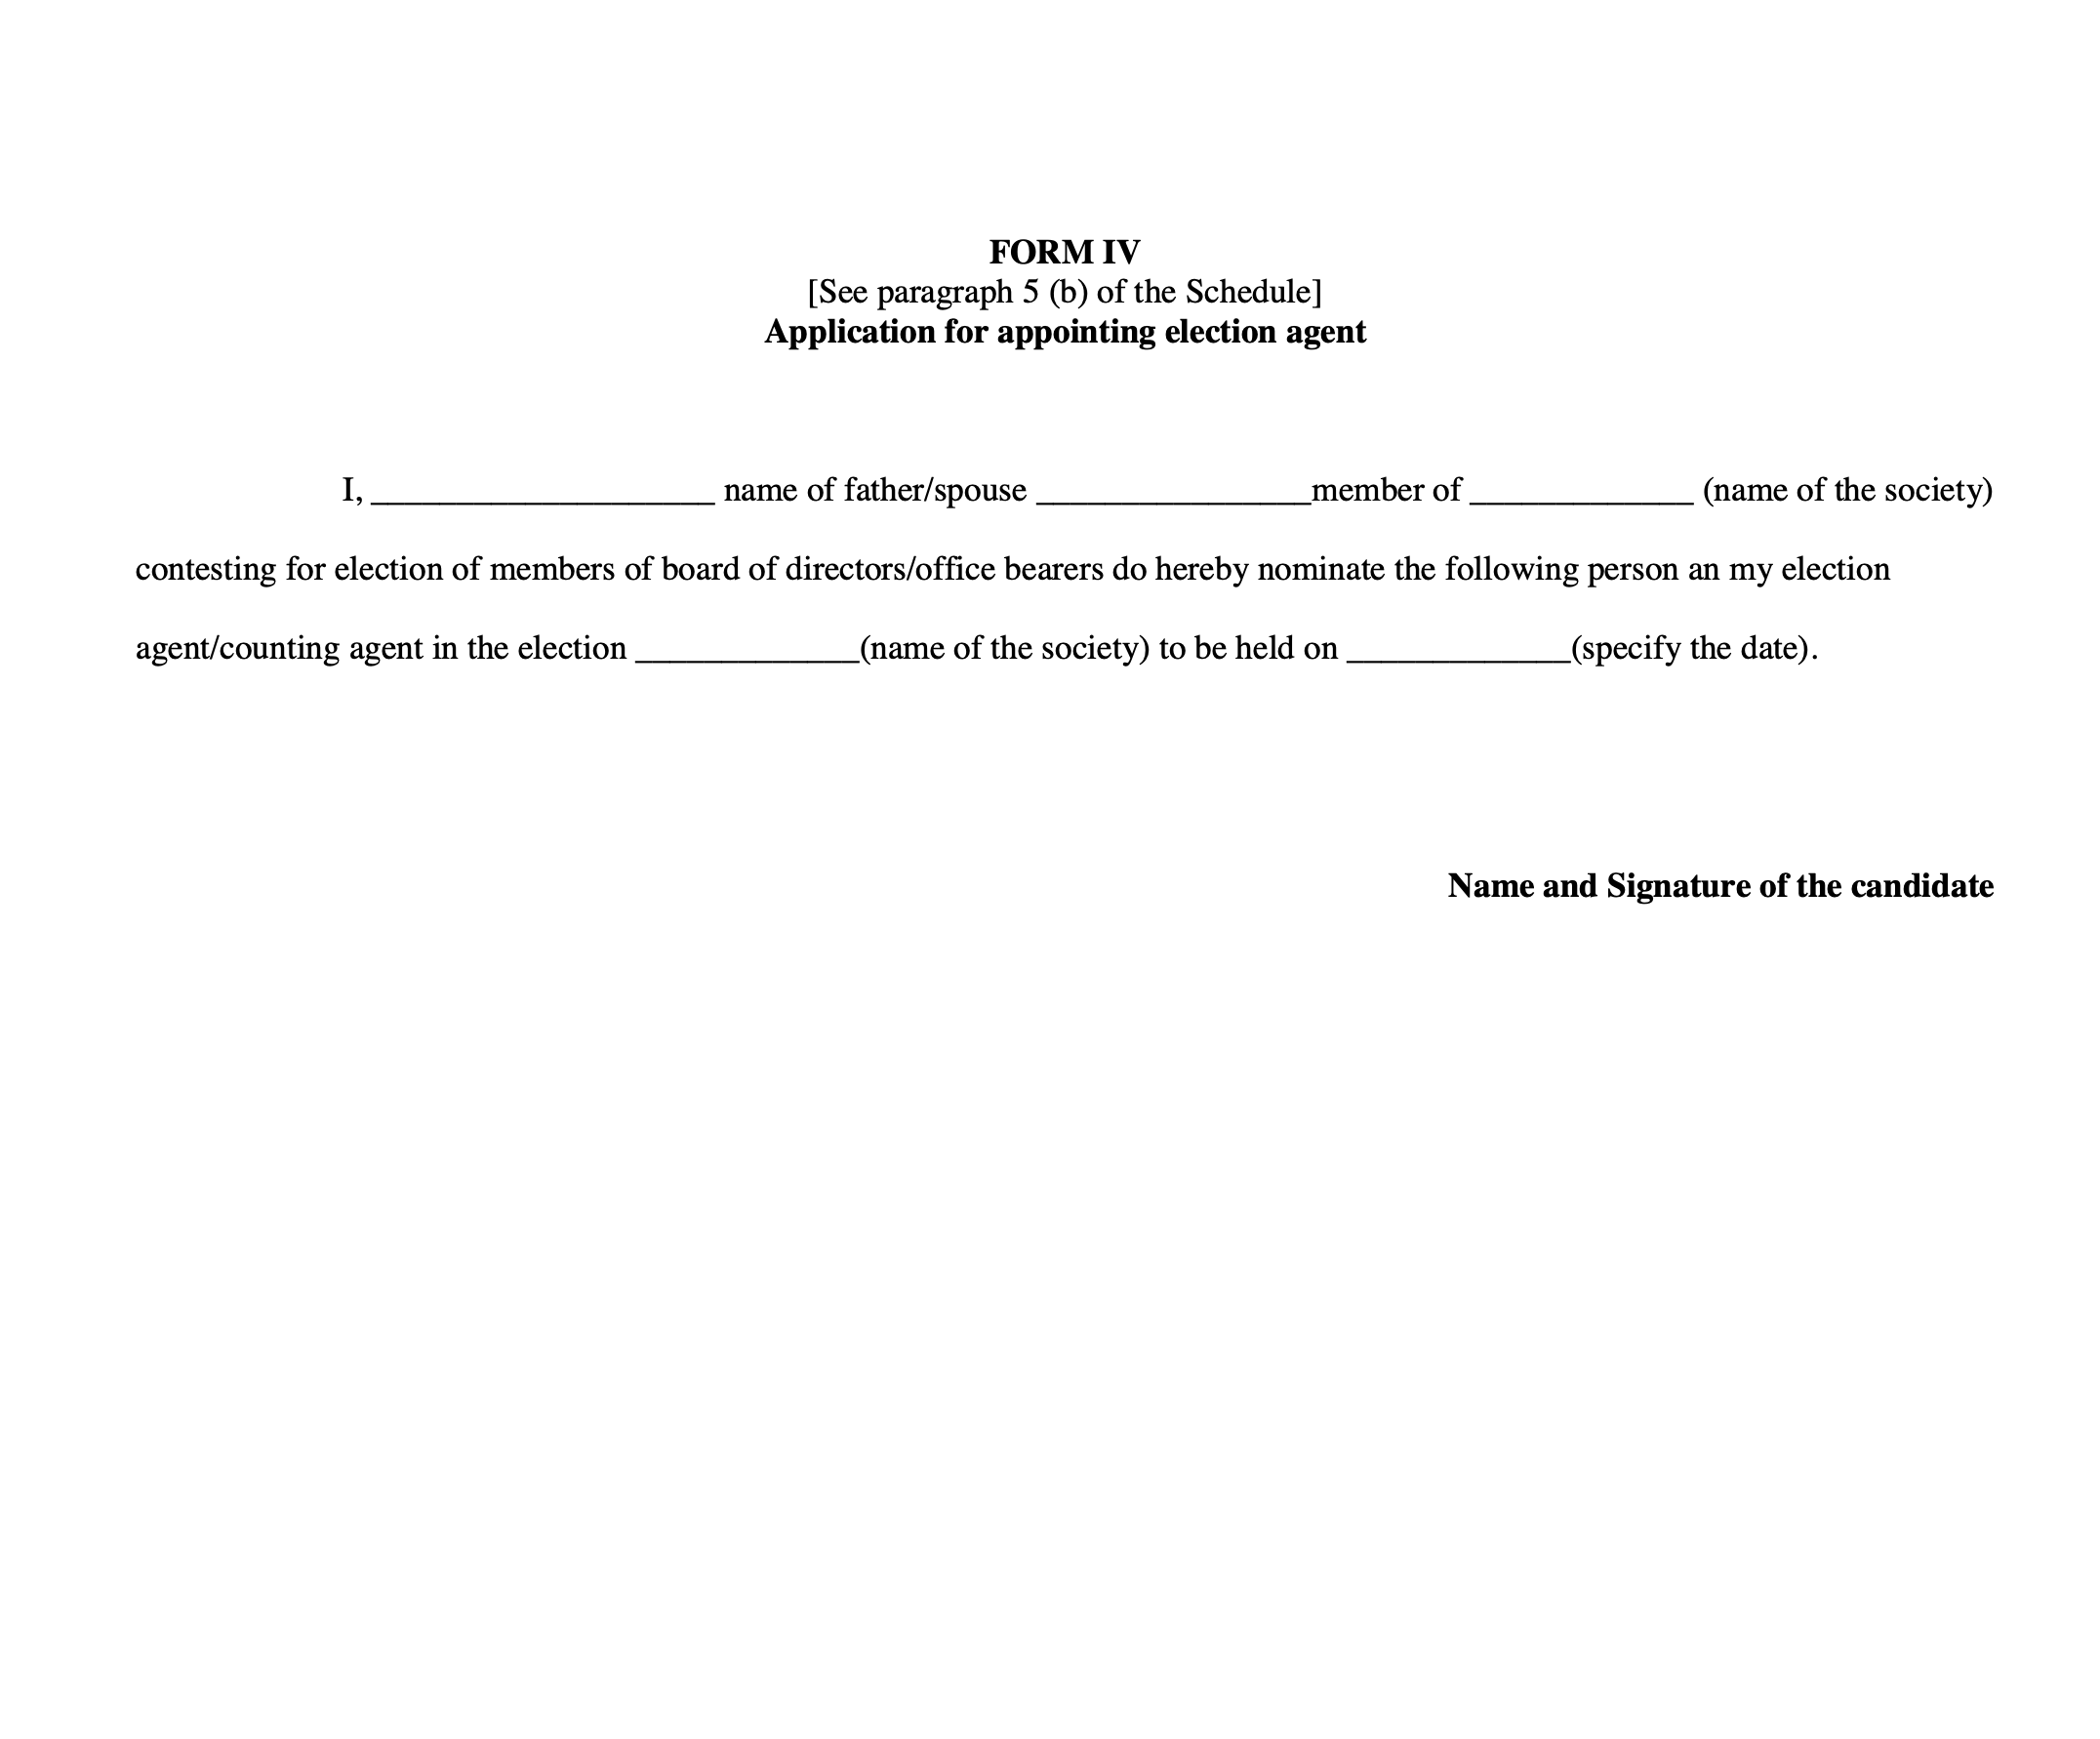 FORM IV
[See paragraph 5 (b) of the Schedule]
Application for appointing election agent
I, ____________________ name of father/spouse ________________member of _____________ (name of the society)
contesting for election of members of board of directors/office bearers do hereby nominate the following person an my election
agent/counting agent in the election _____________(name of the society) to be held on _____________(specify the date).
Name and Signature of the candidate